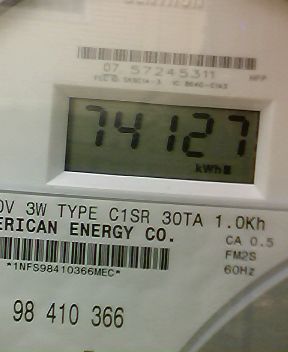 07 57245311
74127
kWh
0V 3W TYPE C1SR 30TA 1.0Kh
ERICAN ENERGY CO.
CA 0.5
FM2S
60Hz
*1NFS98410366MEC*
98 410 366